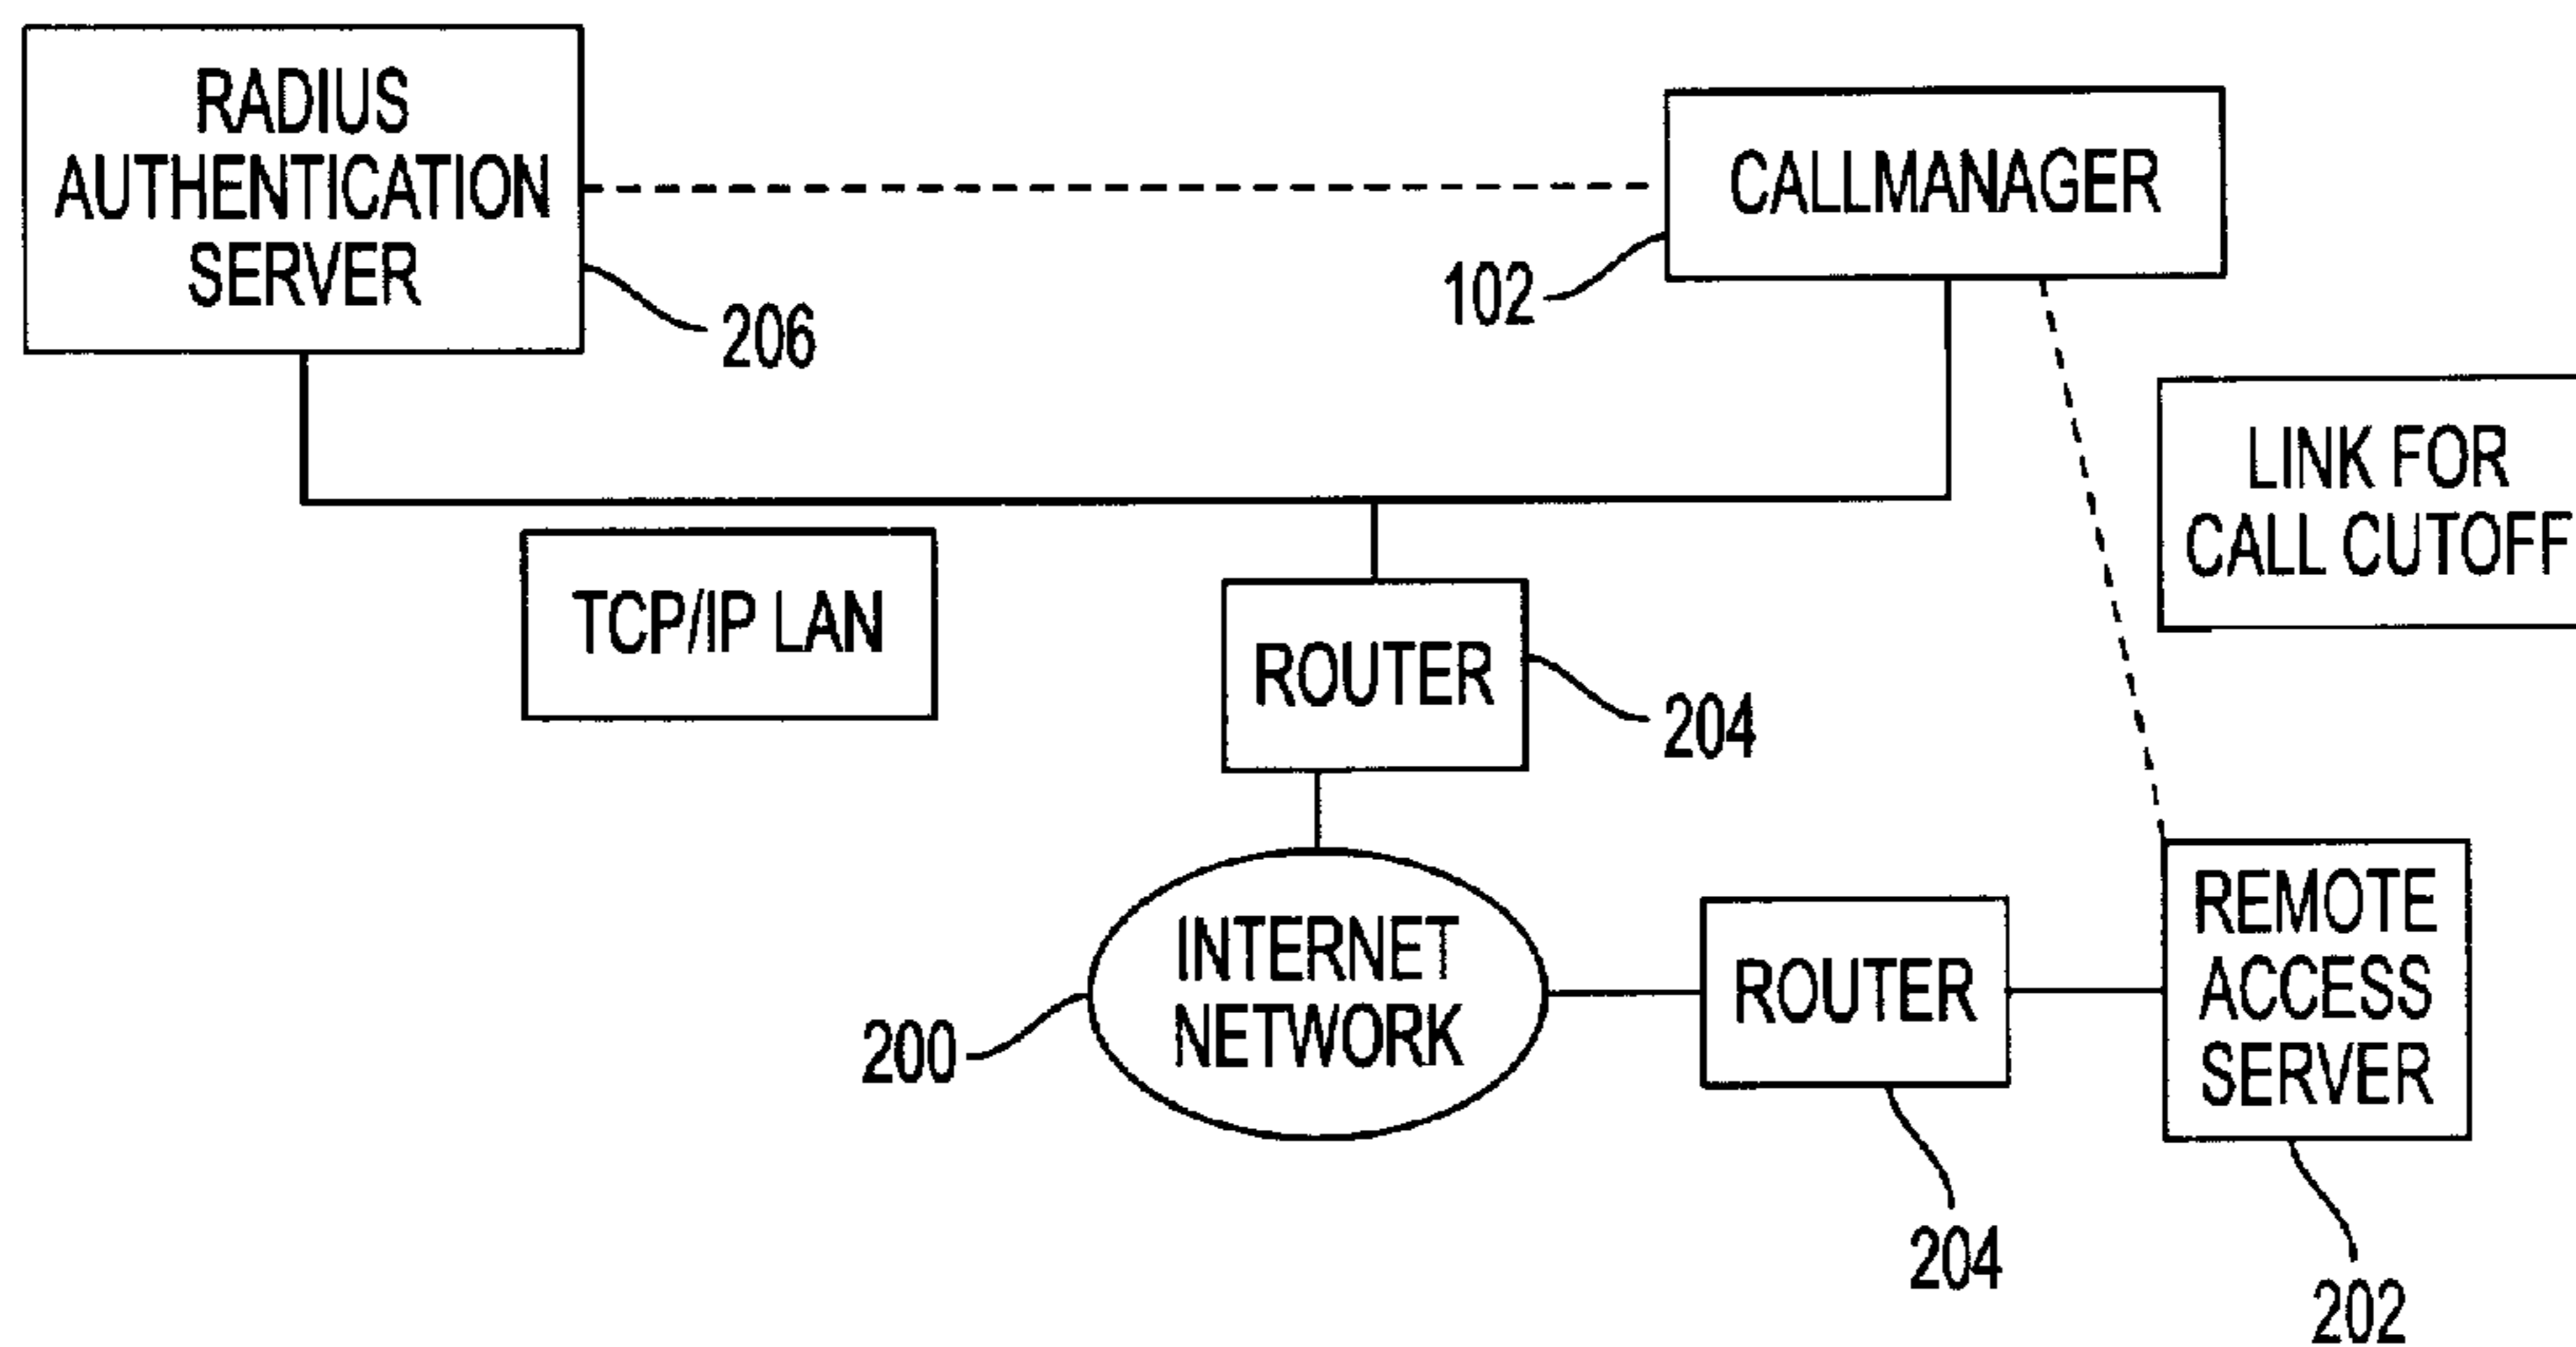 RADIUS
AUTHENTICATION
SERVER
206
CALLMANAGER
102
LINK FOR
CALL CUTOFF
TCP/IP LAN
ROUTER
204
INTERNET
NETWORK
200
ROUTER
204
REMOTE
ACCESS
SERVER
202